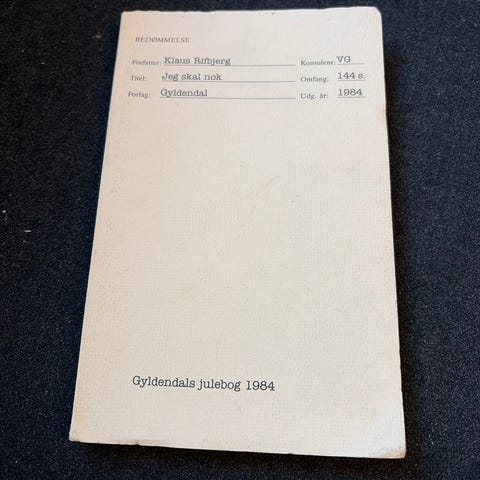 BEDØMMELSE
Forfatter: Klaus Rifbjerg Konsulent: VG
Titel: Jeg skal nok Omfang: 144 s.
Forlag: Gyldendal Udg. år: 1984
Gyldendals julebog 1984